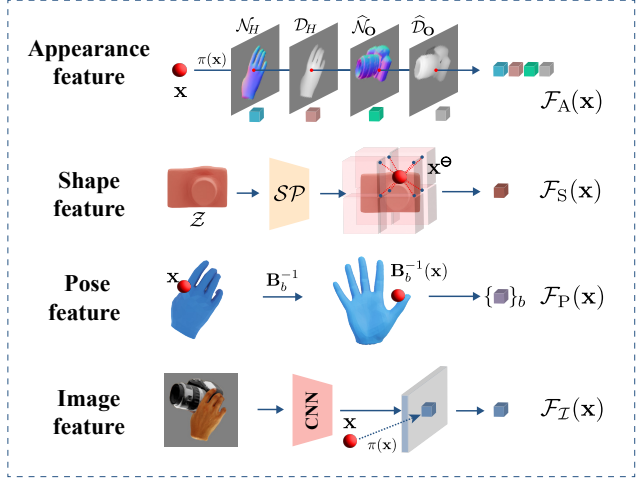 Appearance
feature
x
π(x)
𝒩_H
𝒟_H
𝒩̂_O
𝒟̂_O
ℱ_A(x)
Shape
feature
𝒵
𝒮𝒫
x^Θ
ℱ_S(x)
Pose
feature
x
B_b^{-1}
B_b^{-1}(x)
{ }_b
ℱ_P(x)
Image
feature
CNN
x
π(x)
ℱ_ℐ(x)